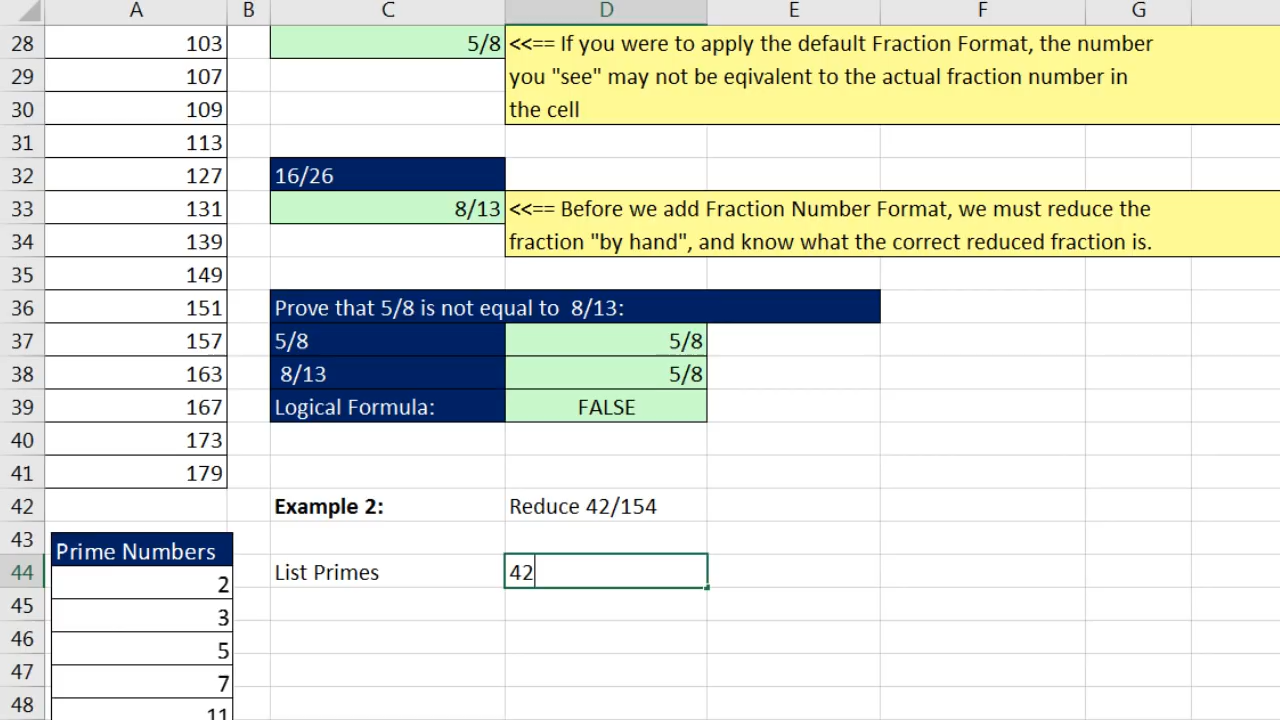 A B C D E F G
28 103 5/8 <<== If you were to apply the default Fraction Format, the number
29 107 you "see" may not be eqivalent to the actual fraction number in
30 109 the cell
31 113
32 127 16/26
33 131 8/13 <<== Before we add Fraction Number Format, we must reduce the
34 139 fraction "by hand", and know what the correct reduced fraction is.
35 149
36 151 Prove that 5/8 is not equal to 8/13:
37 157 5/8 5/8
38 163 8/13 5/8
39 167 Logical Formula: FALSE
40 173
41 179
42 Example 2: Reduce 42/154
43 Prime Numbers
44 2 List Primes 42
45 3
46 5
47 7
48 11